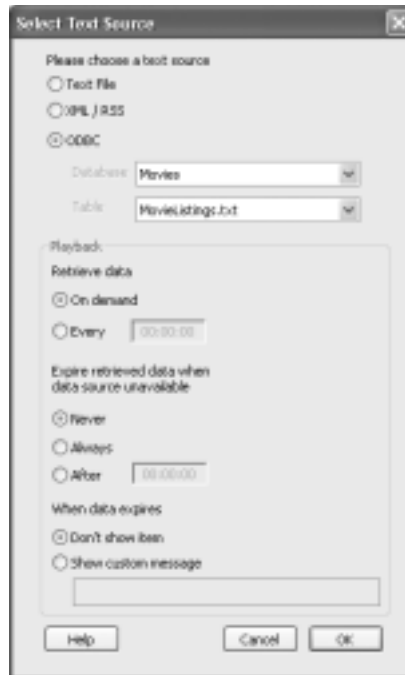 Select Text Source
Please choose a text source
Text File
XML / RSS
ODBC
Database Movies
Table MovieListings.txt
Playback
Retrieve data
On demand
Every 00:00:00
Expire retrieved data when
data source unavailable
Never
Always
After 00:00:00
When data expires
Don't show item
Show custom message
Help Cancel OK